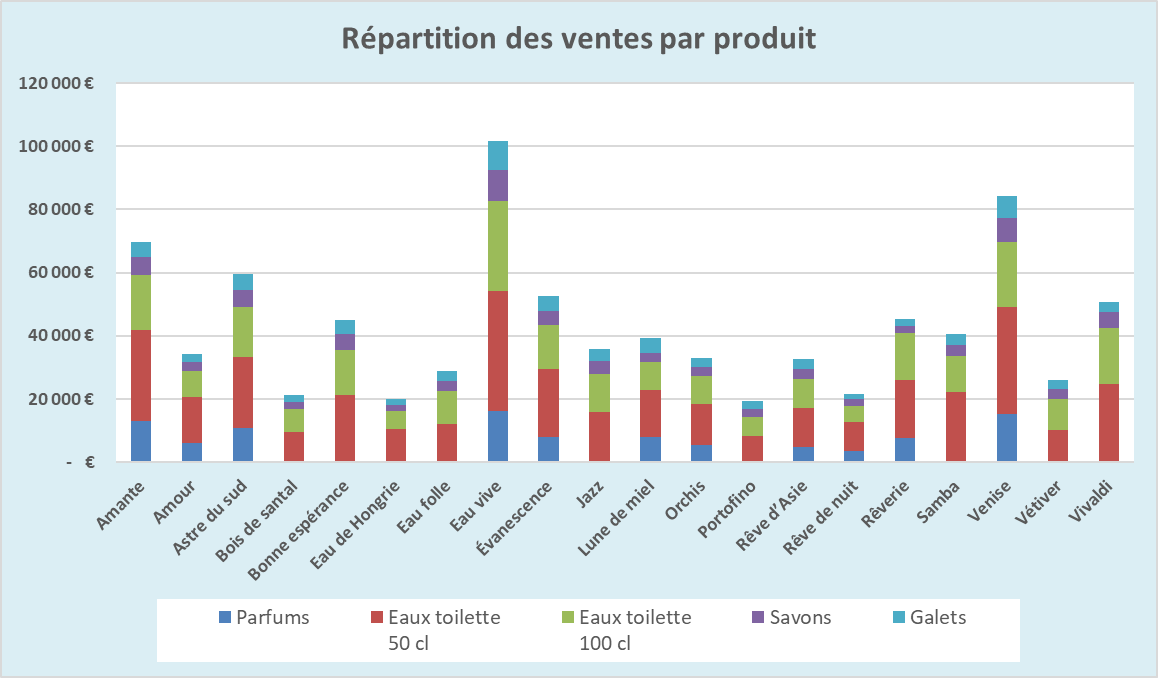 Répartition des ventes par produit
120 000 €
100 000 €
80 000 €
60 000 €
40 000 €
20 000 €
- €
Amante
Amour
Astre du sud
Bois de santal
Bonne espérance
Eau de Hongrie
Eau folle
Eau vive
Évanescence
Jazz
Lune de miel
Orchis
Portofino
Rêve d’Asie
Rêve de nuit
Rêverie
Samba
Venise
Vétiver
Vivaldi
Parfums
Eaux toilette
50 cl
Eaux toilette
100 cl
Savons
Galets